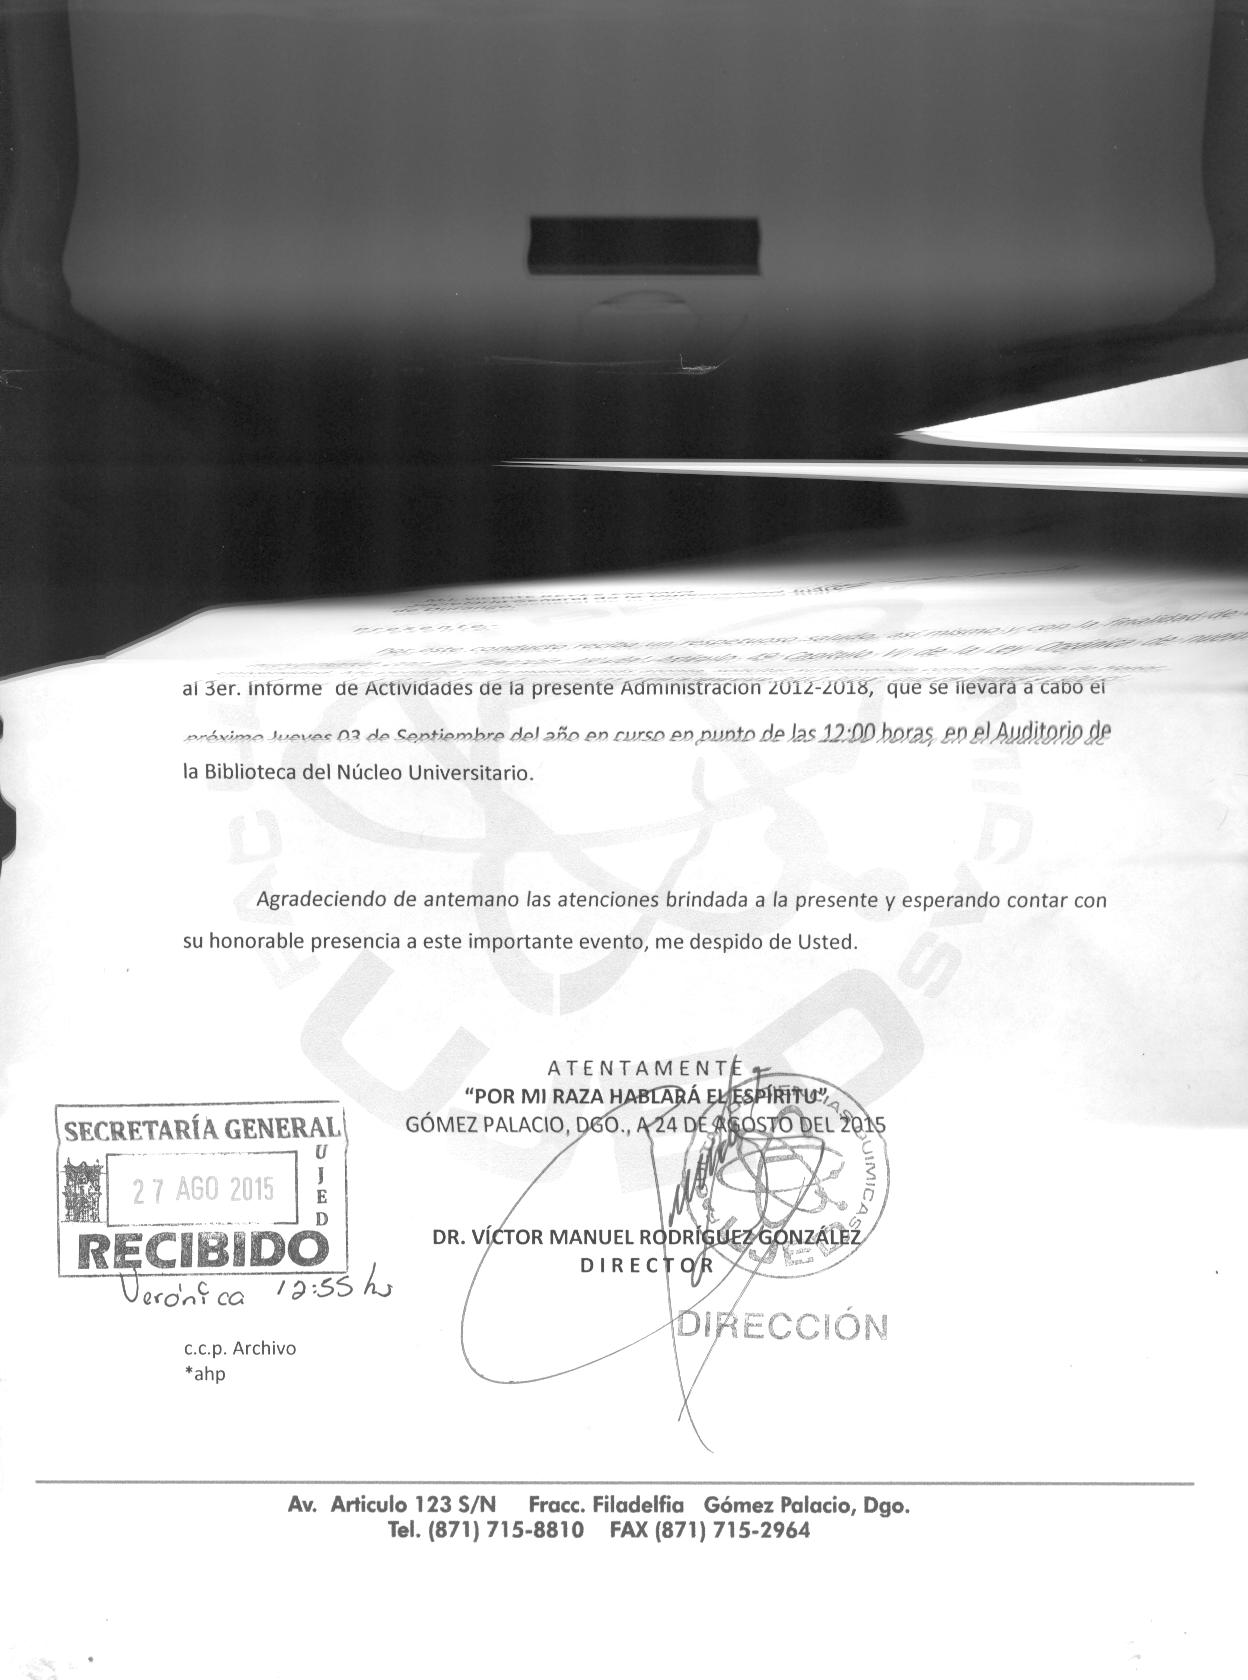 Presente.-
Por este conducto reciba un respetuoso saludo, así mismo y con la finalidad de
al 3er. Informe de Actividades de la presente Administración 2012-2018, que se llevará a cabo el
próximo Jueves 03 de Septiembre del año en curso en punto de las 12:00 horas, en el Auditorio de
la Biblioteca del Núcleo Universitario.
Agradeciendo de antemano las atenciones brindada a la presente y esperando contar con
su honorable presencia a este importante evento, me despido de Usted.
ATENTAMENTE
“POR MI RAZA HABLARÁ EL ESPÍRITU”
GÓMEZ PALACIO, DGO., A 24 DE AGOSTO DEL 2015
SECRETARÍA GENERAL
UJED
27 AGO 2015
RECIBIDO
Verónica 12:55 hs
DR. VÍCTOR MANUEL RODRÍGUEZ GONZÁLEZ
DIRECTOR
UJED
DIRECCIÓN
c.c.p. Archivo
*ahp
Av. Articulo 123 S/N Fracc. Filadelfia Gómez Palacio, Dgo.
Tel. (871) 715-8810 FAX (871) 715-2964